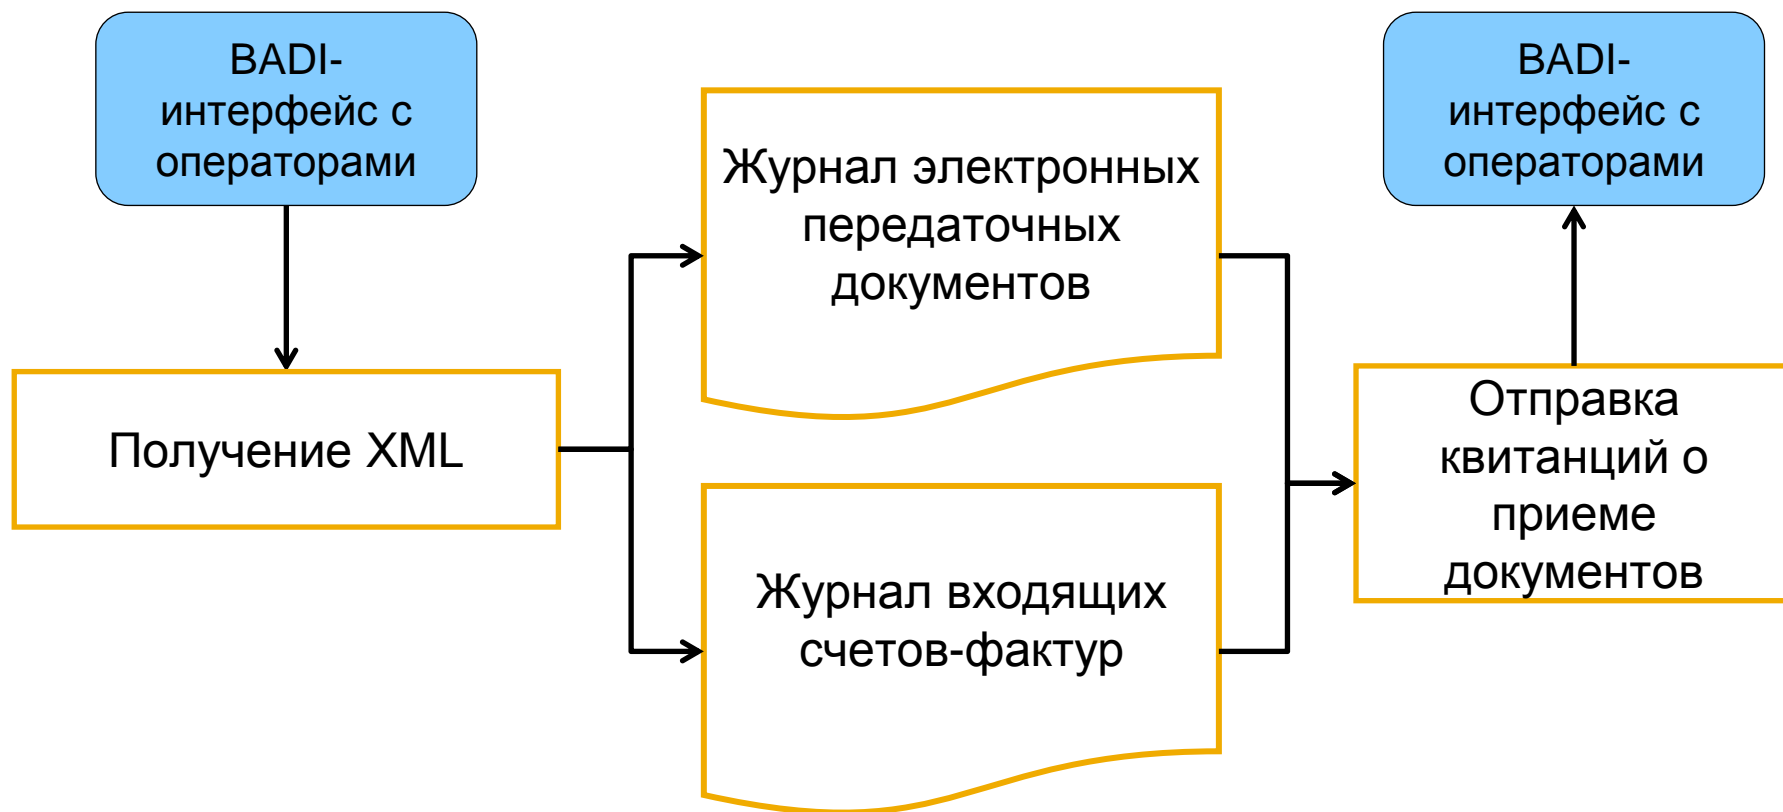 BADI-
интерфейс с
операторами
Получение XML
Журнал электронных
передаточных
документов
Журнал входящих
счетов-фактур
BADI-
интерфейс с
операторами
Отправка
квитанций о
приеме
документов